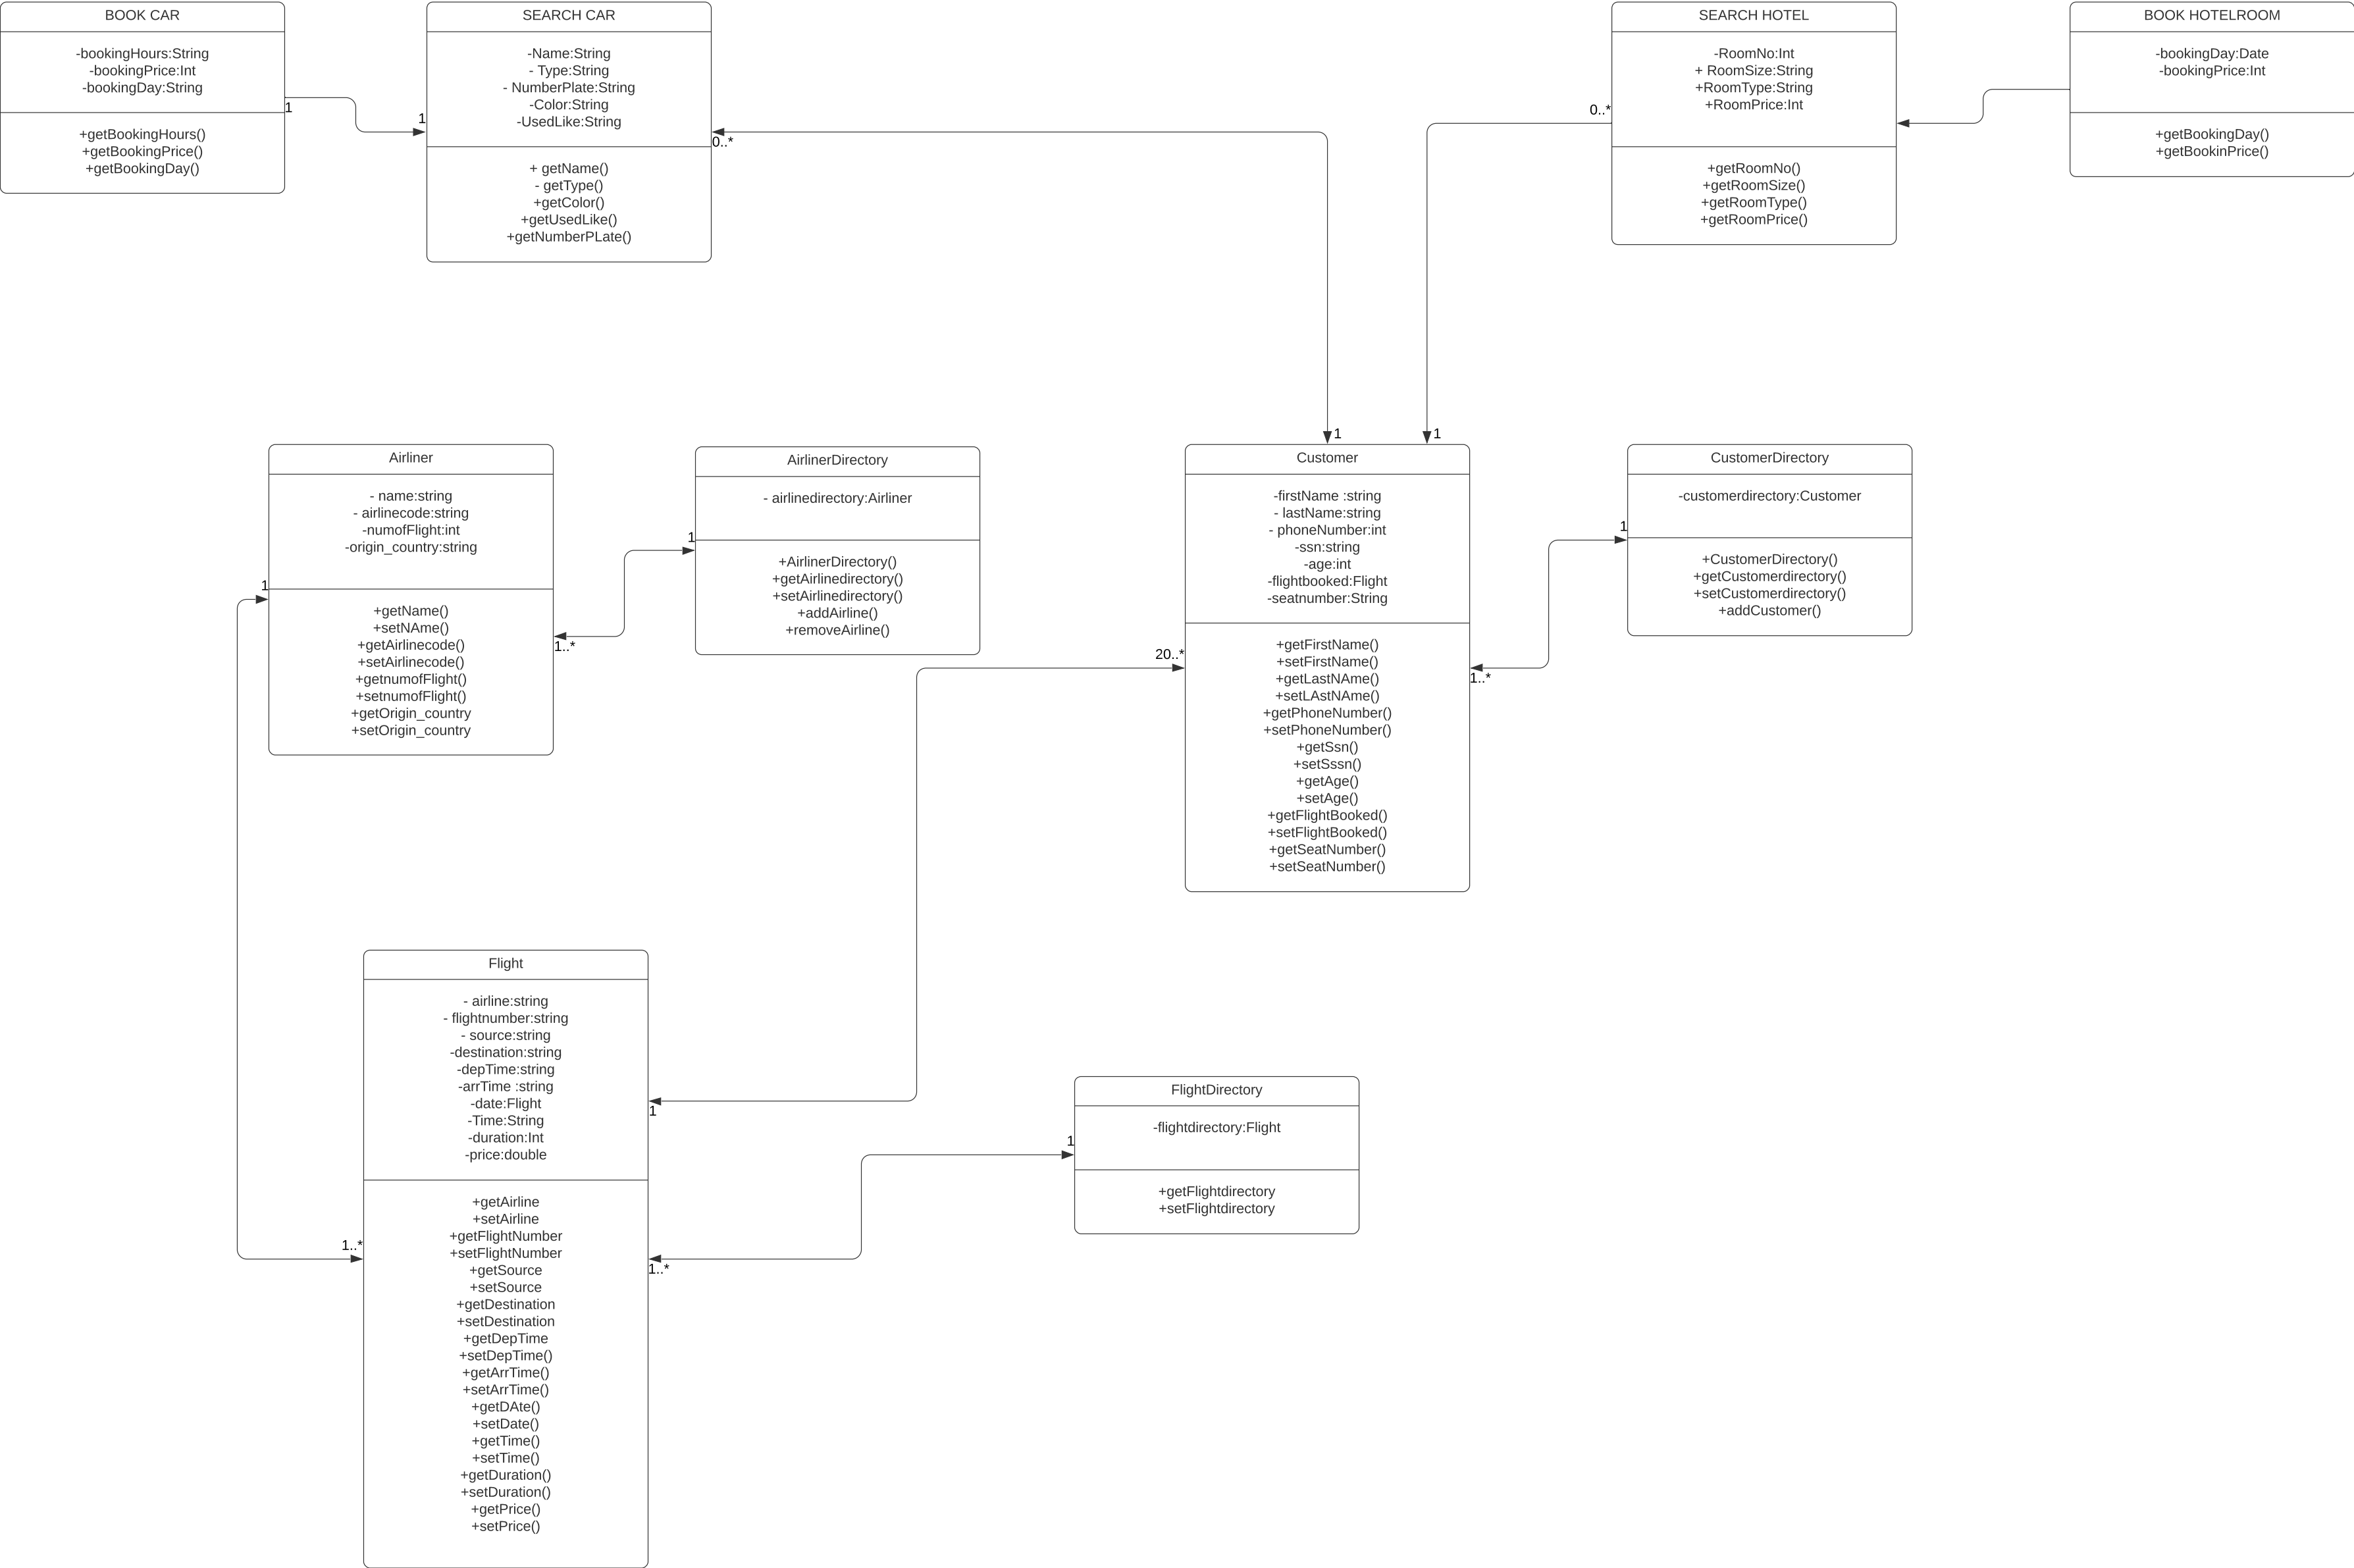 BOOK CAR
-bookingHours:String
-bookingPrice:Int
-bookingDay:String
+getBookingHours()
+getBookingPrice()
+getBookingDay()
1
1
SEARCH CAR
-Name:String
- Type:String
- NumberPlate:String
-Color:String
-UsedLike:String
+ getName()
- getType()
+getColor()
+getUsedLike()
+getNumberPLate()
0..*
1
SEARCH HOTEL
-RoomNo:Int
+ RoomSize:String
+RoomType:String
+RoomPrice:Int
+getRoomNo()
+getRoomSize()
+getRoomType()
+getRoomPrice()
0..*
1
BOOK HOTELROOM
-bookingDay:Date
-bookingPrice:Int
+getBookingDay()
+getBookinPrice()
Airliner
- name:string
- airlinecode:string
-numofFlight:int
-origin_country:string
+getName()
+setNAme()
+getAirlinecode()
+setAirlinecode()
+getnumofFlight()
+setnumofFlight()
+getOrigin_country
+setOrigin_country
1
1..*
1
AirlinerDirectory
- airlinedirectory:Airliner
+AirlinerDirectory()
+getAirlinedirectory()
+setAirlinedirectory()
+addAirline()
+removeAirline()
Customer
-firstName :string
- lastName:string
- phoneNumber:int
-ssn:string
-age:int
-flightbooked:Flight
-seatnumber:String
+getFirstName()
+setFirstName()
+getLastNAme()
+setLAstNAme()
+getPhoneNumber()
+setPhoneNumber()
+getSsn()
+setSssn()
+getAge()
+setAge()
+getFlightBooked()
+setFlightBooked()
+getSeatNumber()
+setSeatNumber()
20..*
1..*
1
CustomerDirectory
-customerdirectory:Customer
+CustomerDirectory()
+getCustomerdirectory()
+setCustomerdirectory()
+addCustomer()
Flight
- airline:string
- flightnumber:string
- source:string
-destination:string
-depTime:string
-arrTime :string
-date:Flight
-Time:String
-duration:Int
-price:double
+getAirline
+setAirline
+getFlightNumber
+setFlightNumber
+getSource
+setSource
+getDestination
+setDestination
+getDepTime
+setDepTime()
+getArrTime()
+setArrTime()
+getDAte()
+setDate()
+getTime()
+setTime()
+getDuration()
+setDuration()
+getPrice()
+setPrice()
1
1..*
1..*
1
FlightDirectory
-flightdirectory:Flight
+getFlightdirectory
+setFlightdirectory